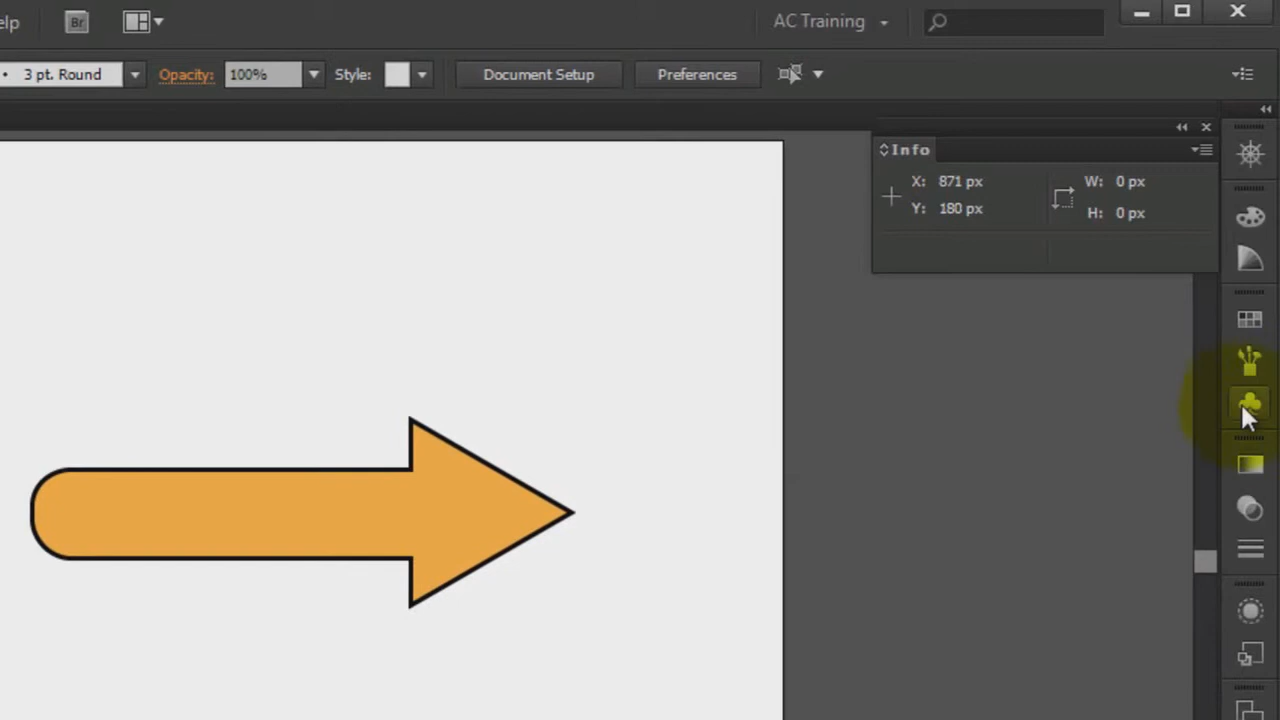 elp Br AC Training
• 3 pt. Round Opacity: 100% Style: Document Setup Preferences
Info
X: 871 px W: 0 px
Y: 180 px H: 0 px